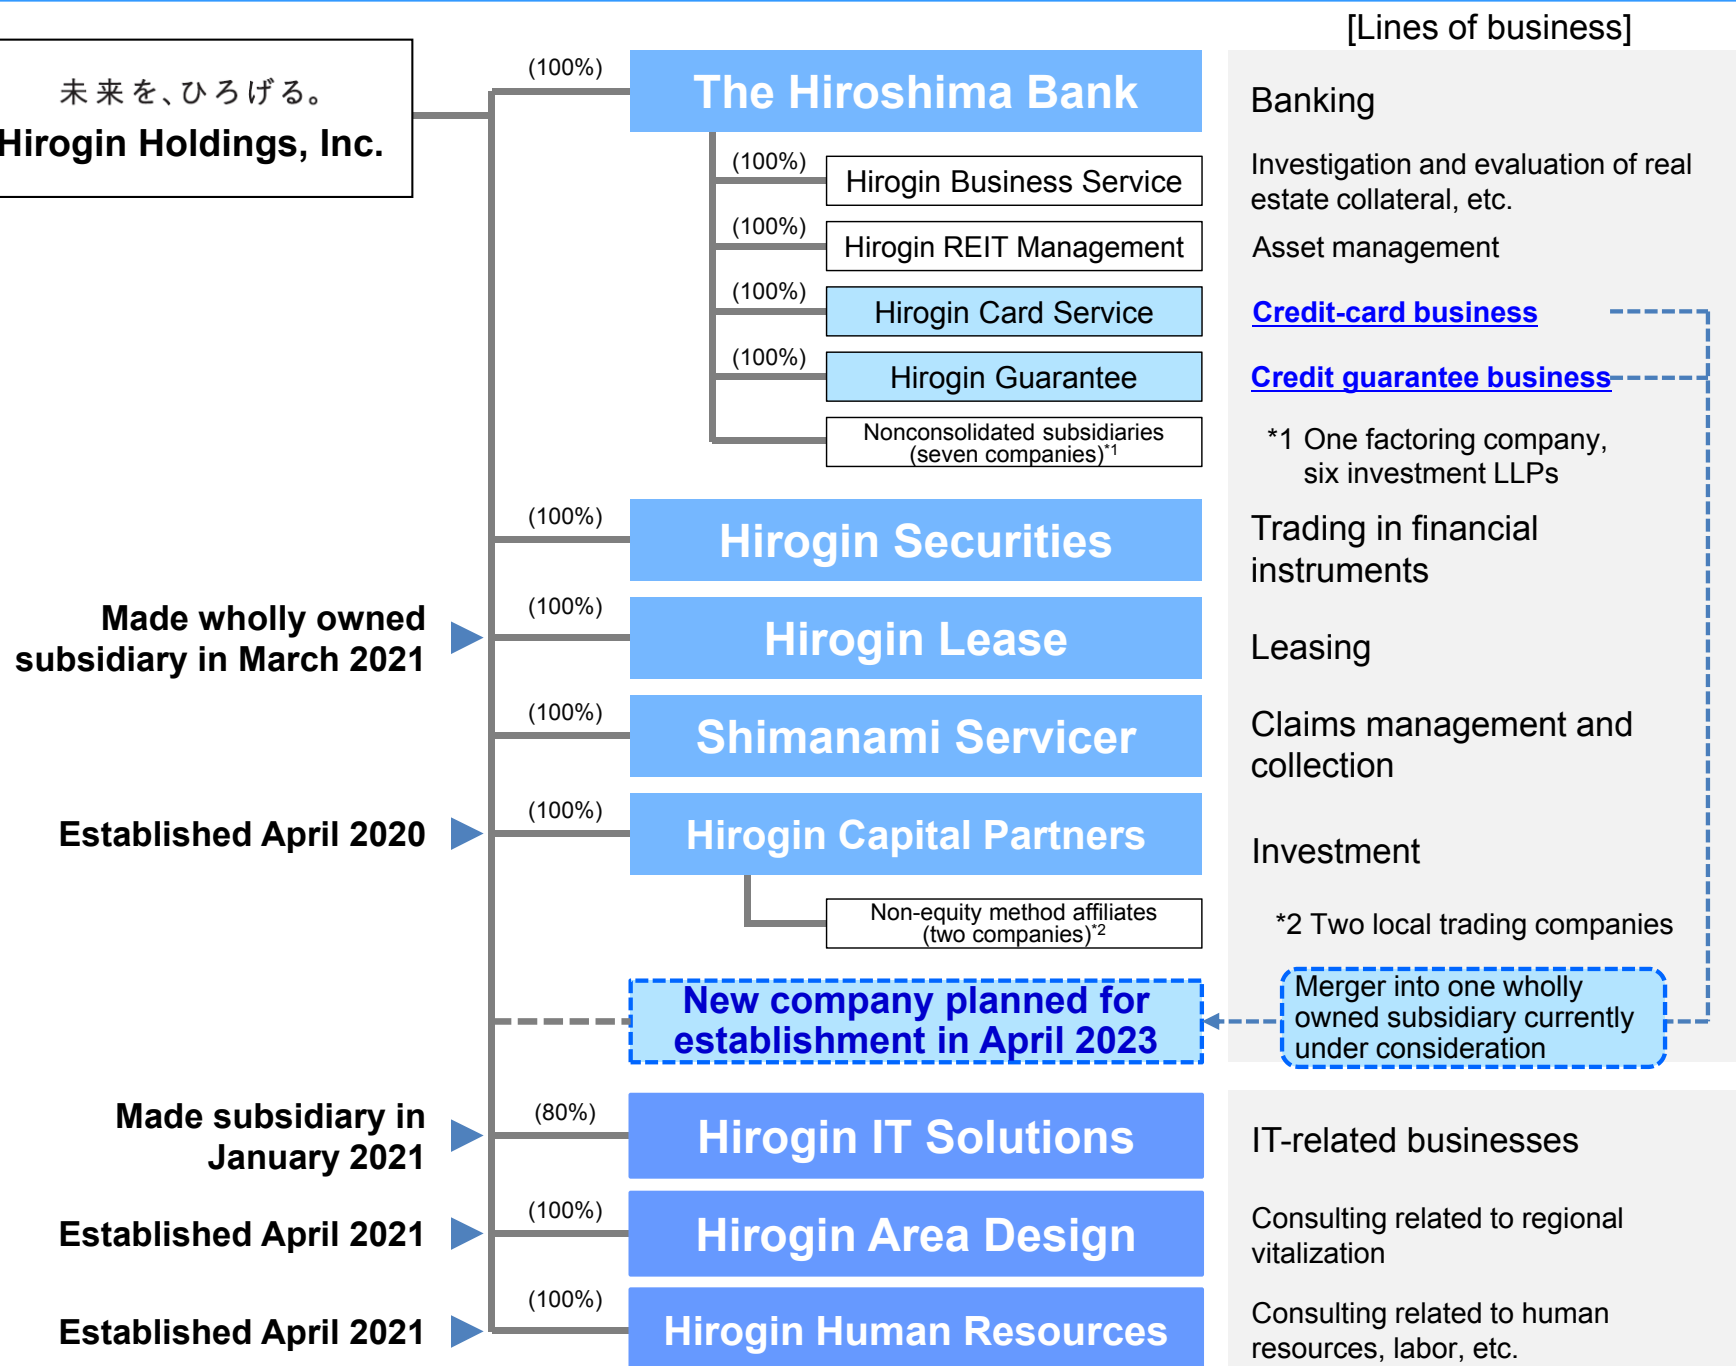 [Lines of business]
未来を、ひろげる。
Hirogin Holdings, Inc.
(100%)
The Hiroshima Bank
Banking
(100%)
Hirogin Business Service
Investigation and evaluation of real
estate collateral, etc.
(100%)
Hirogin REIT Management
Asset management
(100%)
Hirogin Card Service
Credit-card business
(100%)
Hirogin Guarantee
Credit guarantee business
Nonconsolidated subsidiaries
(seven companies)*1
*1 One factoring company,
six investment LLPs
(100%)
Hirogin Securities
Trading in financial
instruments
Made wholly owned
subsidiary in March 2021
(100%)
Hirogin Lease
Leasing
(100%)
Shimanami Servicer
Claims management and
collection
Established April 2020
(100%)
Hirogin Capital Partners
Investment
Non-equity method affiliates
(two companies)*2
*2 Two local trading companies
New company planned for
establishment in April 2023
Merger into one wholly
owned subsidiary currently
under consideration
Made subsidiary in
January 2021
(80%)
Hirogin IT Solutions
IT-related businesses
Established April 2021
(100%)
Hirogin Area Design
Consulting related to regional
vitalization
Established April 2021
(100%)
Hirogin Human Resources
Consulting related to human
resources, labor, etc.